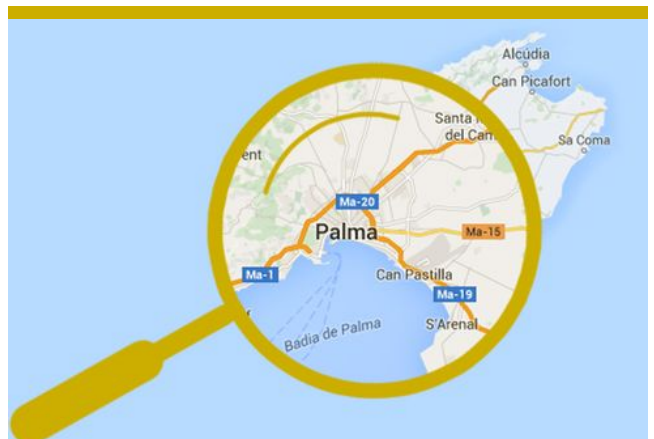 Alcúdia
Can Picafort
Santa
del Cam
Sa Coma
ent
Ma-20
Palma
Ma-15
Ma-1
Can Pastilla
Ma-19
S'Arenal
Badia de Palma